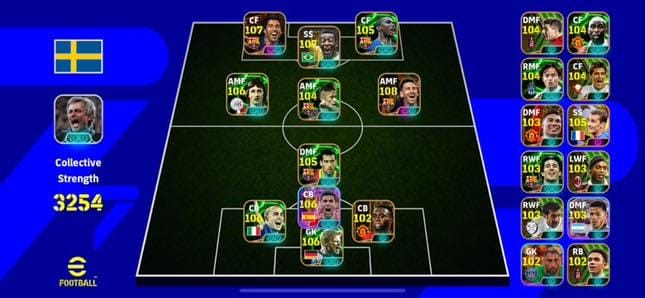 CF
107
SS
107
CF
105
AMF
106
AMF
104
AMF
108
DMF
105
CB
106
CB
106
CB
102
GK
106
Collective
Strength
3254
FOOTBALL
DMF
104
CF
104
RMF
104
CF
104
DMF
103
SS
105
RWF
103
LWF
103
RWF
103
DMF
103
GK
102
RB
102